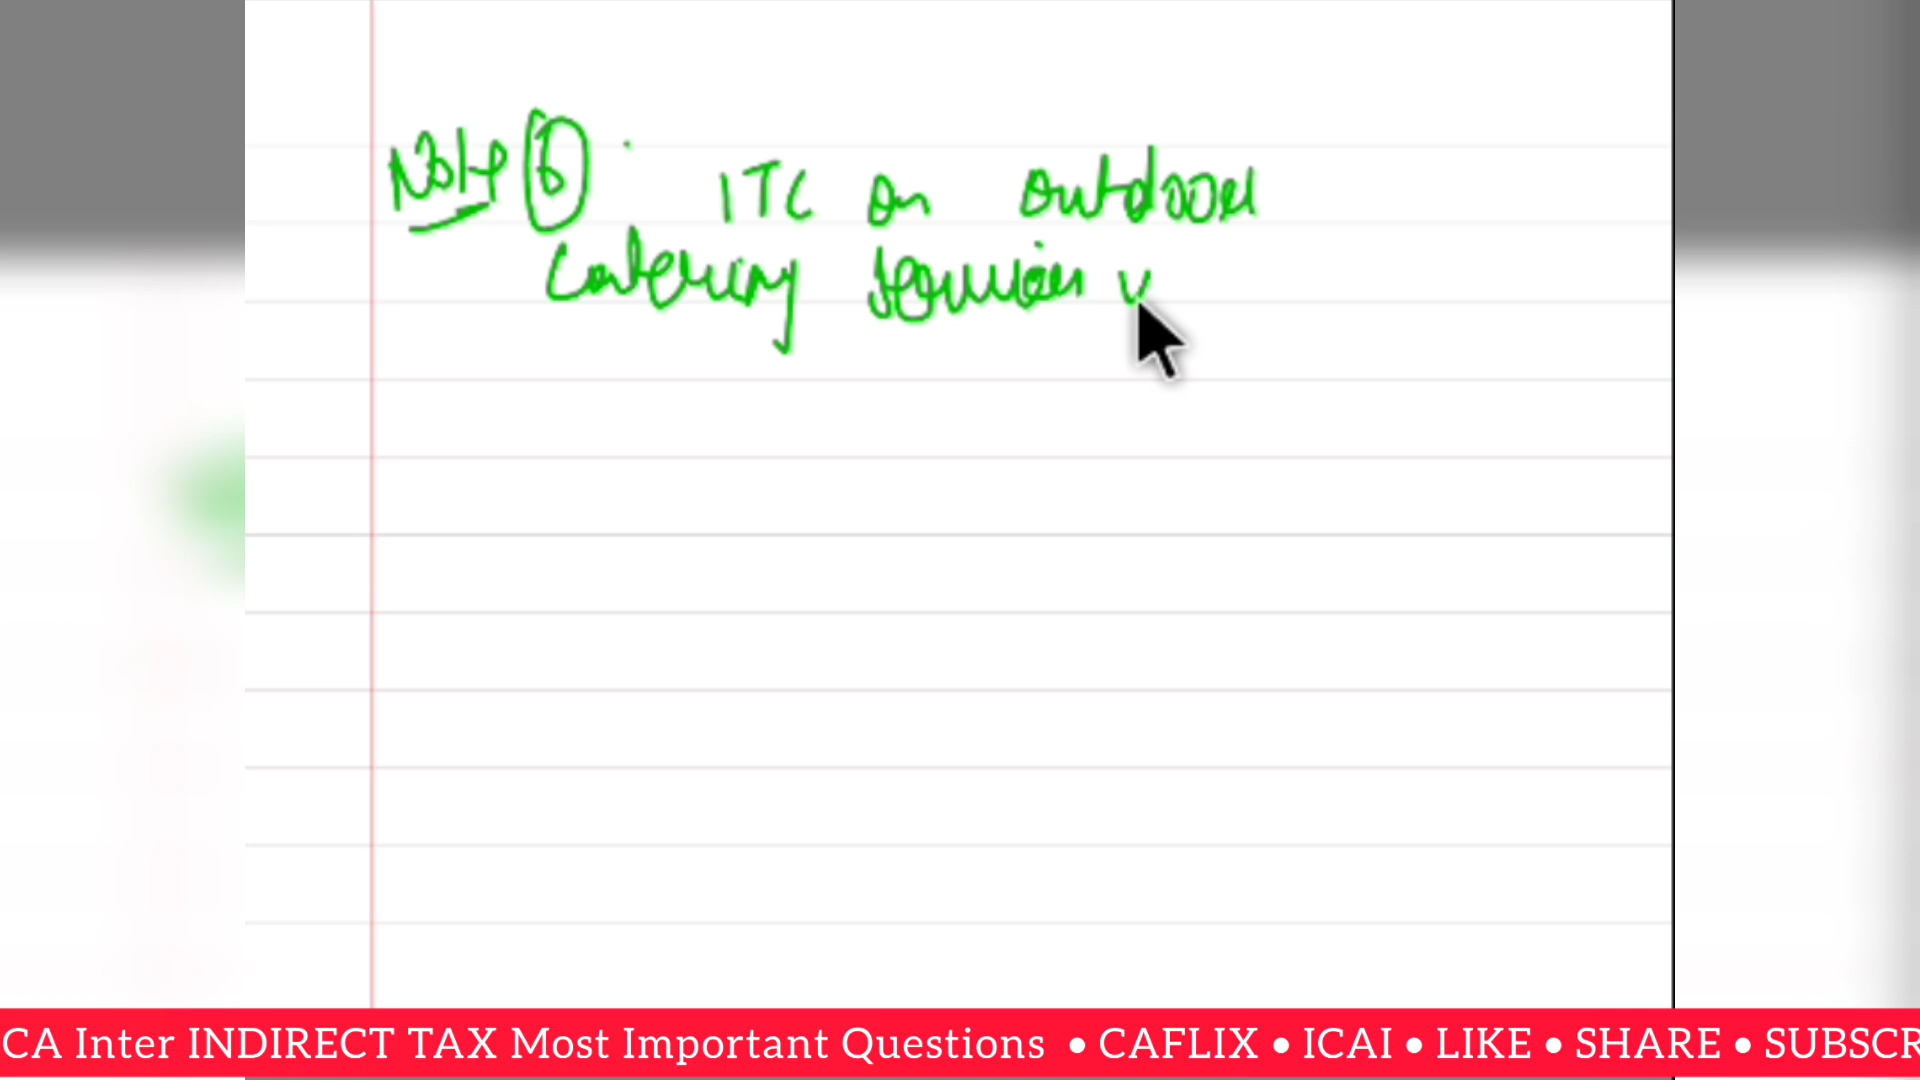 Note 6 : ITC on outdoor
Catering services
CA Inter INDIRECT TAX Most Important Questions • CAFLIX • ICAI • LIKE • SHARE • SUBSCR